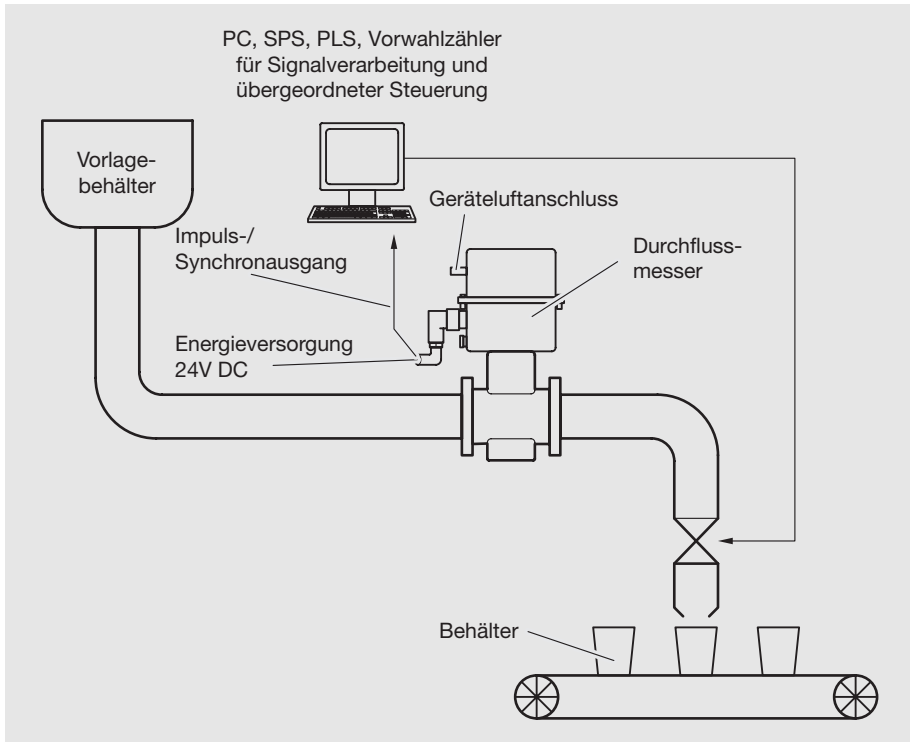 PC, SPS, PLS, Vorwahlzähler
für Signalverarbeitung und
übergeordneter Steuerung
Vorlage-
behälter
Geräteluftanschluss
Impuls-/
Synchronausgang
Durchfluss-
messer
Energieversorgung
24V DC
Behälter